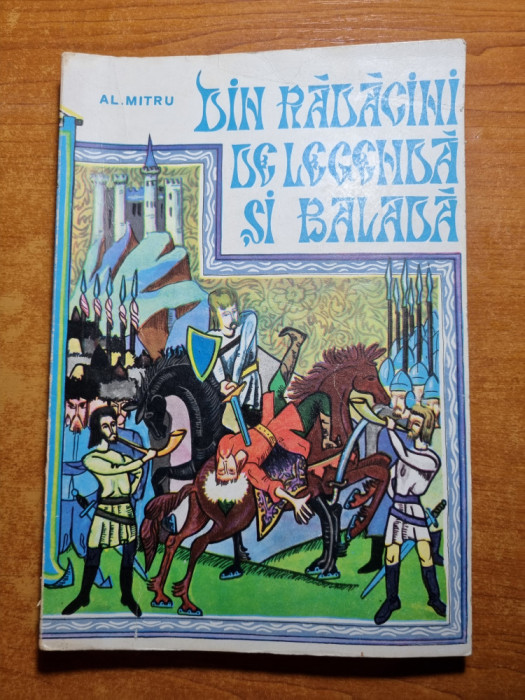 AL. MITRU
DIN RĂDĂCINI
DE LEGENDĂ
ȘI BALADĂ